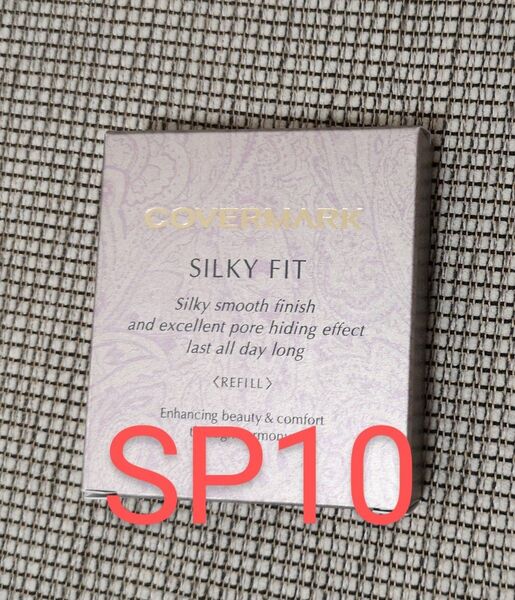 COVERMARK
SILKY FIT
Silky smooth finish
and excellent pore hiding effect
last all day long
〈REFILL〉
Enhancing beauty & comfort
SP10